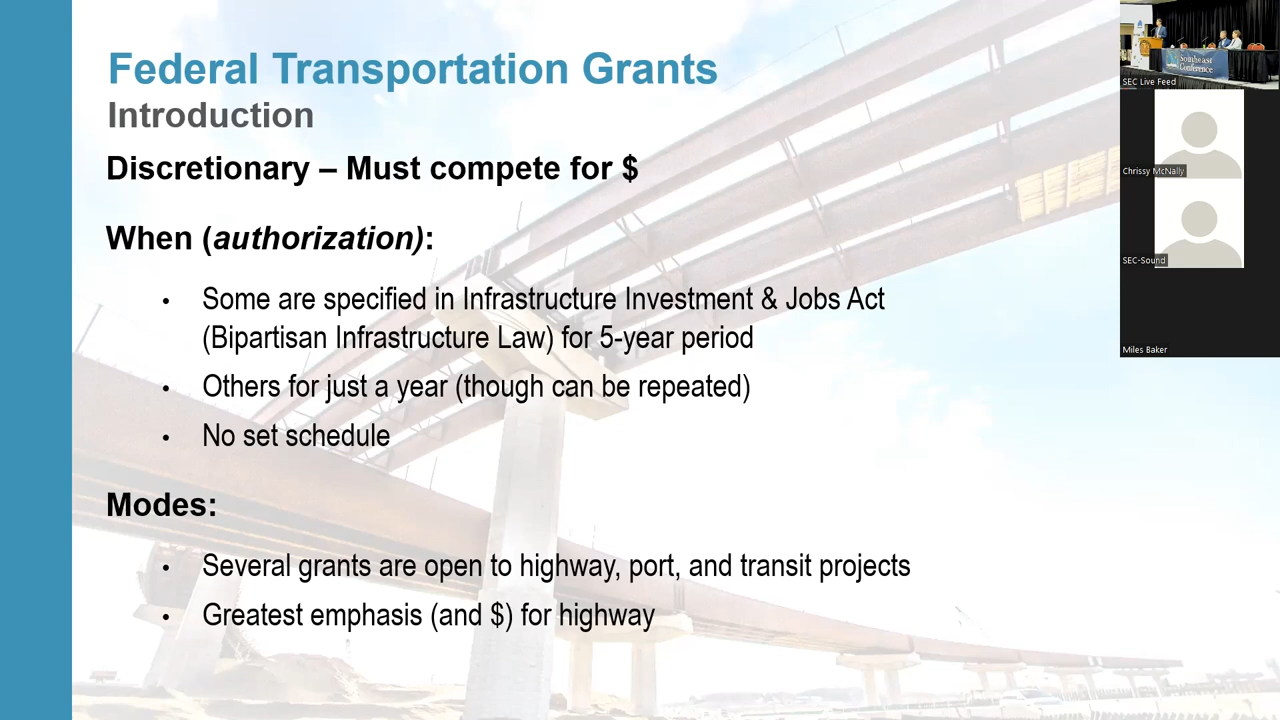 Federal Transportation Grants
Introduction
Discretionary – Must compete for $
When (authorization):
• Some are specified in Infrastructure Investment & Jobs Act
(Bipartisan Infrastructure Law) for 5-year period
• Others for just a year (though can be repeated)
• No set schedule
Modes:
• Several grants are open to highway, port, and transit projects
• Greatest emphasis (and $) for highway
Southeast
Conference
SEC Live Feed
Chrissy McNally
SEC-Sound
Miles Baker